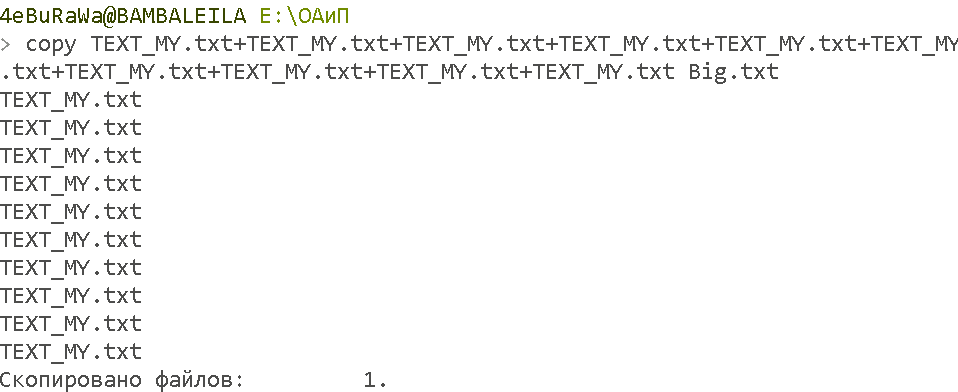 4eBuRaWa@BAMBALEILA E:\ОАиП
> copy TEXT_MY.txt+TEXT_MY.txt+TEXT_MY.txt+TEXT_MY.txt+TEXT_MY.txt+TEXT_MY
.txt+TEXT_MY.txt+TEXT_MY.txt+TEXT_MY.txt+TEXT_MY.txt Big.txt
TEXT_MY.txt
TEXT_MY.txt
TEXT_MY.txt
TEXT_MY.txt
TEXT_MY.txt
TEXT_MY.txt
TEXT_MY.txt
TEXT_MY.txt
TEXT_MY.txt
TEXT_MY.txt
Скопировано файлов:         1.